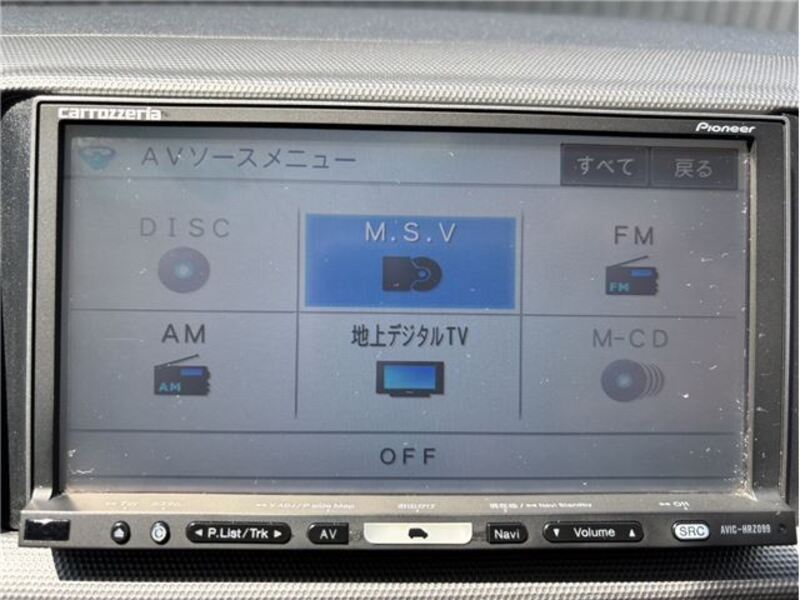 carrozzeria
Pioneer
AVソースメニュー
すべて
戻る
DISC
M.S.V
FM
FM
AM
AM
地上デジタルTV
M-CD
OFF
P.List/Trk
AV
Navi
Volume
SRC
AVIC-HRZ099